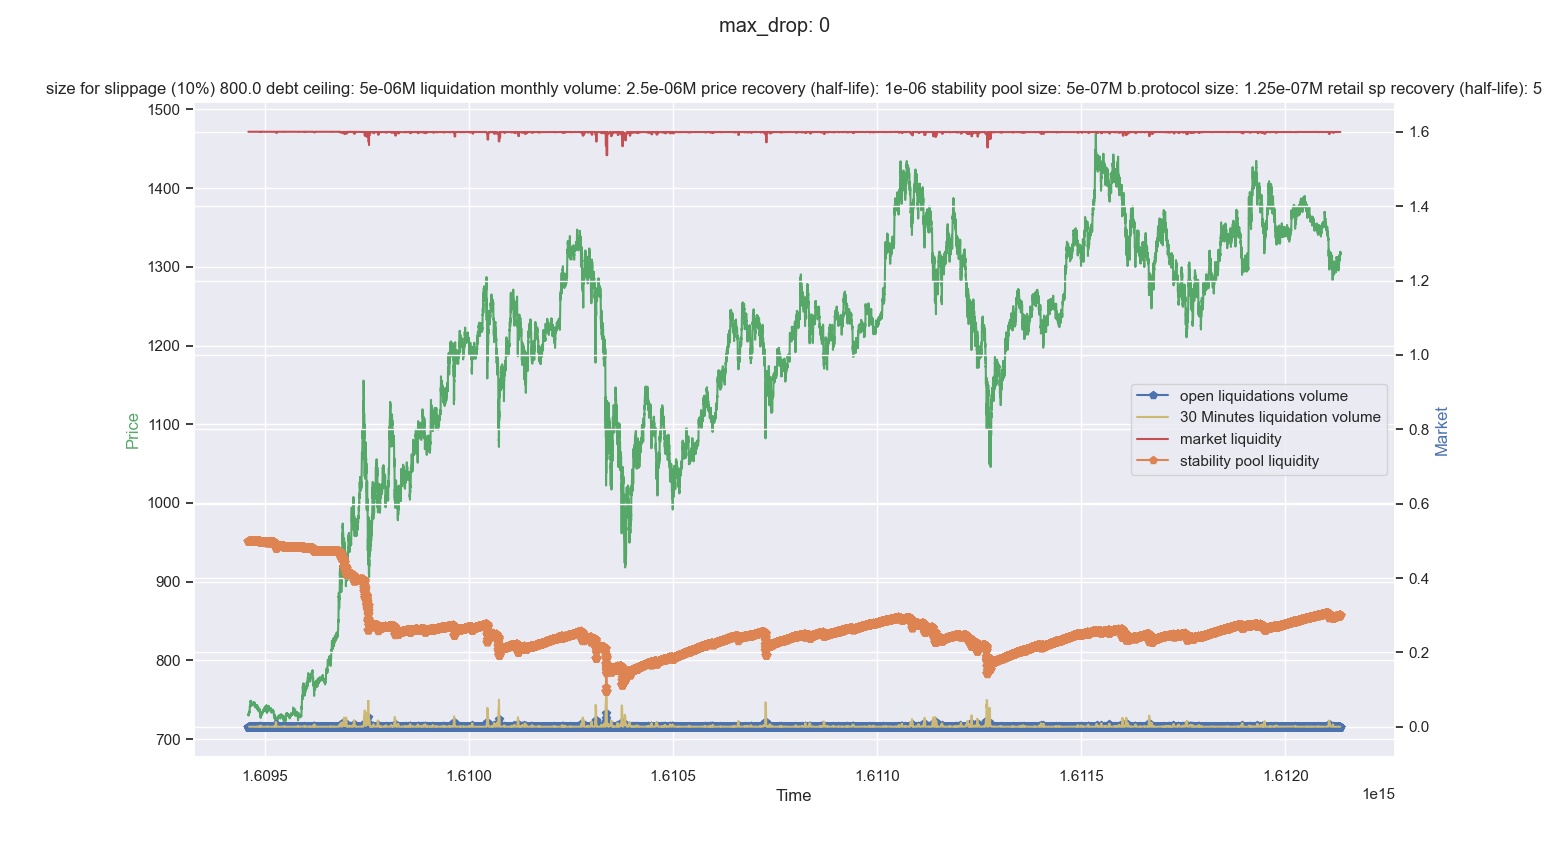 max_drop: 0
size for slippage (10%) 800.0 debt ceiling: 5e-06M liquidation monthly volume: 2.5e-06M price recovery (half-life): 1e-06 stability pool size: 5e-07M b.protocol size: 1.25e-07M retail sp recovery (half-life): 5
1500
1400
1300
1200
1100
1000
900
800
700
Price
1.6
1.4
1.2
1.0
0.8
0.6
0.4
0.2
0.0
Market
open liquidations volume
30 Minutes liquidation volume
market liquidity
stability pool liquidity
1.6095
1.6100
1.6105
1.6110
1.6115
1.6120
1e15
Time